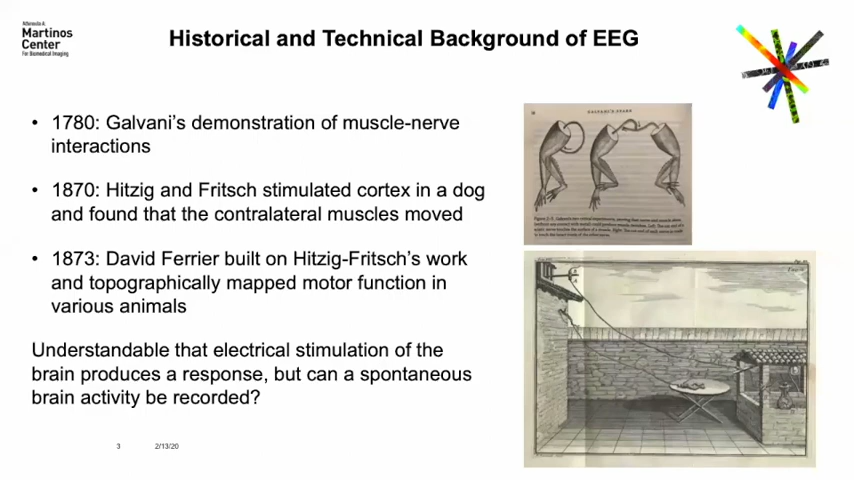 Athinoula A.
Martinos
Center
For Biomedical Imaging
Historical and Technical Background of EEG
• 1780: Galvani's demonstration of muscle-nerve
interactions
• 1870: Hitzig and Fritsch stimulated cortex in a dog
and found that the contralateral muscles moved
• 1873: David Ferrier built on Hitzig-Fritsch's work
and topographically mapped motor function in
various animals
Understandable that electrical stimulation of the
brain produces a response, but can a spontaneous
brain activity be recorded?
3
2/13/20